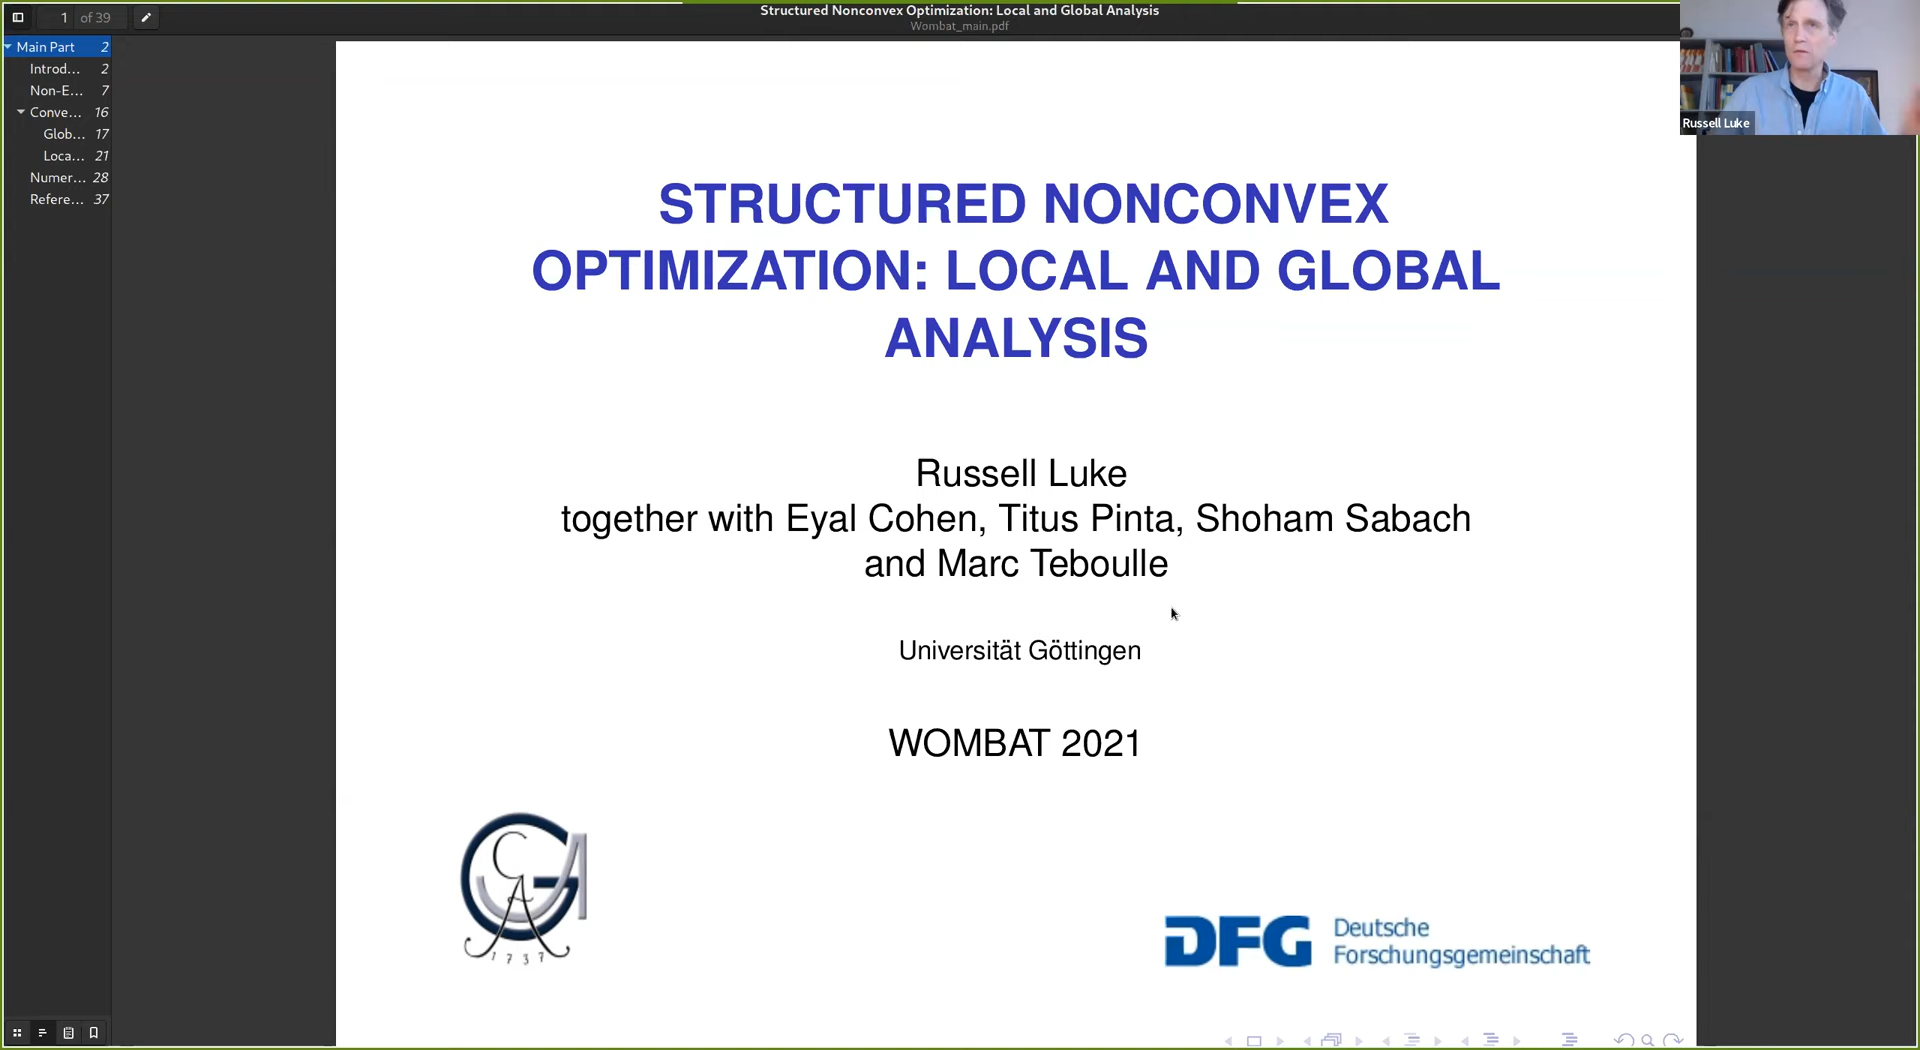 1 of 39
Structured Nonconvex Optimization: Local and Global Analysis
Wombat_main.pdf
Main Part 2
Introd... 2
Non-E... 7
Conve... 16
Glob... 17
Loca... 21
Numer... 28
Refere... 37
Russell Luke
STRUCTURED NONCONVEX
OPTIMIZATION: LOCAL AND GLOBAL
ANALYSIS
Russell Luke
together with Eyal Cohen, Titus Pinta, Shoham Sabach
and Marc Teboulle
Universität Göttingen
WOMBAT 2021
1737
DFG Deutsche
Forschungsgemeinschaft